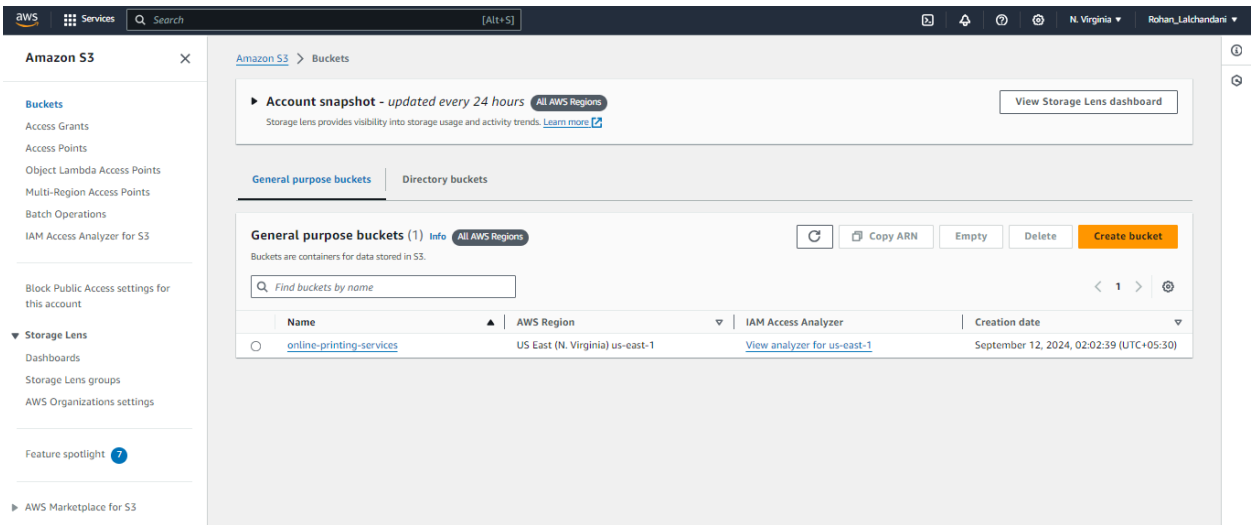 aws Services Search [Alt+S] N. Virginia Rohan_Lalchandani
Amazon S3
Buckets
Access Grants
Access Points
Object Lambda Access Points
Multi-Region Access Points
Batch Operations
IAM Access Analyzer for S3
Block Public Access settings for
this account
Storage Lens
Dashboards
Storage Lens groups
AWS Organizations settings
Feature spotlight 7
AWS Marketplace for S3
Amazon S3 > Buckets
Account snapshot - updated every 24 hours All AWS Regions
Storage lens provides visibility into storage usage and activity trends. Learn more
View Storage Lens dashboard
General purpose buckets Directory buckets
General purpose buckets (1) Info All AWS Regions
Buckets are containers for data stored in S3.
Copy ARN Empty Delete Create bucket
Find buckets by name
1
Name AWS Region IAM Access Analyzer Creation date
online-printing-services US East (N. Virginia) us-east-1 View analyzer for us-east-1 September 12, 2024, 02:02:39 (UTC+05:30)